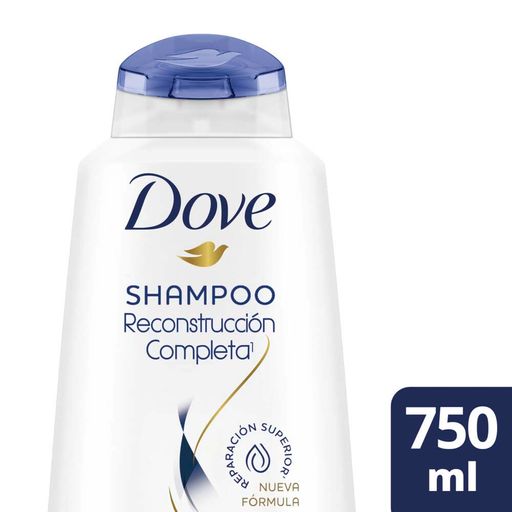 Dove
SHAMPOO
Reconstrucción
Completa¹
REPARACIÓN SUPERIOR
NUEVA
FÓRMULA
750
ml